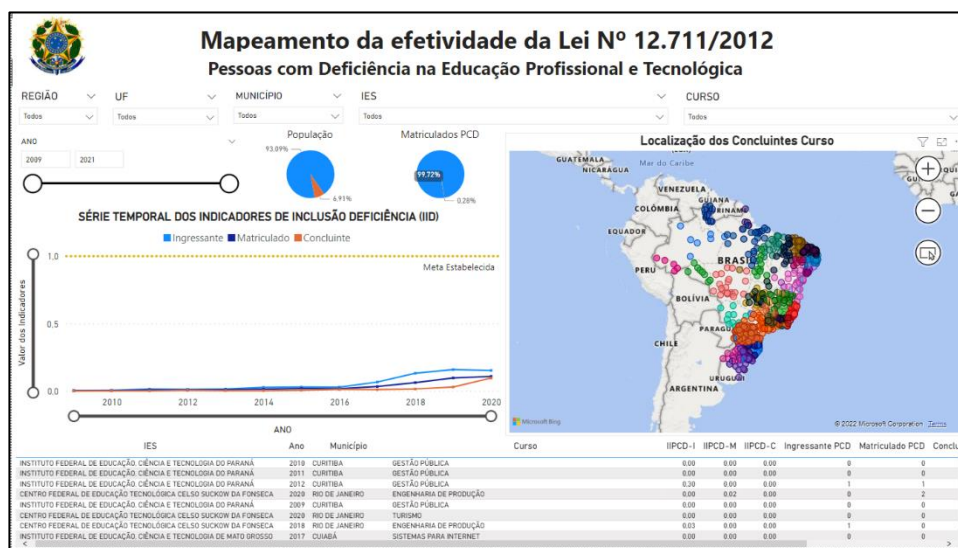 Mapeamento da efetividade da Lei Nº 12.711/2012
Pessoas com Deficiência na Educação Profissional e Tecnológica
REGIÃO UF MUNICÍPIO IES CURSO
Todos Todos Todos Todos Todos
ANO
2009 2021
População
93,09%
6,91%
Matriculados PCD
99,72%
0,28%
SÉRIE TEMPORAL DOS INDICADORES DE INCLUSÃO DEFICIÊNCIA (IID)
Ingressante Matriculado Concluinte
Valor dos Indicadores
1,0
Meta Estabelecida
0,5
0,0
2010 2012 2014 2016 2018 2020
ANO
Localização dos Concluintes Curso
GUATEMALA
Mar do Caribe
NICARÁGUA
VENEZUELA
GUIANA
COLÔMBIA
SURINAME
EQUADOR
BRASIL
PERU
BOLÍVIA
PARAGUAI
CHILE
URUGUAI
ARGENTINA
Microsoft Bing
© 2022 Microsoft Corporation Terms
IES Ano Município Curso IIPCD-I IIPCD-M IIPCD-C Ingressante PCD Matriculado PCD Conclu
INSTITUTO FEDERAL DE EDUCAÇÃO, CIÊNCIA E TECNOLOGIA DO PARANÁ 2010 CURITIBA GESTÃO PÚBLICA 0,00 0,00 0,00 0 0
INSTITUTO FEDERAL DE EDUCAÇÃO, CIÊNCIA E TECNOLOGIA DO PARANÁ 2011 CURITIBA GESTÃO PÚBLICA 0,00 0,00 0,00 0 0
INSTITUTO FEDERAL DE EDUCAÇÃO, CIÊNCIA E TECNOLOGIA DO PARANÁ 2012 CURITIBA GESTÃO PÚBLICA 0,30 0,00 0,00 1 1
CENTRO FEDERAL DE EDUCAÇÃO TECNOLÓGICA CELSO SUCKOW DA FONSECA 2020 RIO DE JANEIRO ENGENHARIA DE PRODUÇÃO 0,00 0,02 0,00 0 2
INSTITUTO FEDERAL DE EDUCAÇÃO, CIÊNCIA E TECNOLOGIA DO PARANÁ 2009 CURITIBA GESTÃO PÚBLICA 0,00 0,00 0,00 0 0
CENTRO FEDERAL DE EDUCAÇÃO TECNOLÓGICA CELSO SUCKOW DA FONSECA 2020 RIO DE JANEIRO TURISMO 0,00 0,00 0,00 0 0
CENTRO FEDERAL DE EDUCAÇÃO TECNOLÓGICA CELSO SUCKOW DA FONSECA 2018 RIO DE JANEIRO ENGENHARIA DE PRODUÇÃO 0,03 0,00 0,00 1 0
INSTITUTO FEDERAL DE EDUCAÇÃO, CIÊNCIA E TECNOLOGIA DE MATO GROSSO 2017 CUIABÁ SISTEMAS PARA INTERNET 0,00 0,00 0,00 0 0